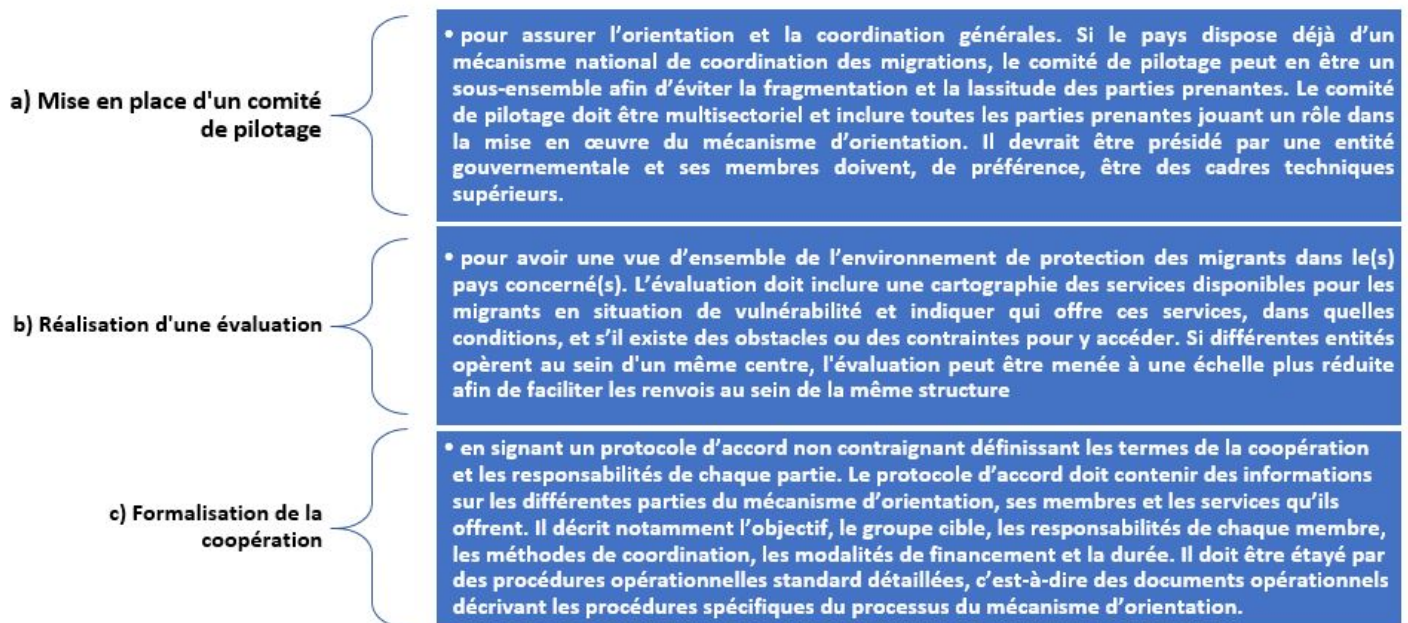 a) Mise en place d'un comité
de pilotage
• pour assurer l’orientation et la coordination générales. Si le pays dispose déjà d’un
mécanisme national de coordination des migrations, le comité de pilotage peut en être un
sous-ensemble afin d’éviter la fragmentation et la lassitude des parties prenantes. Le comité
de pilotage doit être multisectoriel et inclure toutes les parties prenantes jouant un rôle dans
la mise en œuvre du mécanisme d’orientation. Il devrait être présidé par une entité
gouvernementale et ses membres doivent, de préférence, être des cadres techniques
supérieurs.
b) Réalisation d'une évaluation
• pour avoir une vue d’ensemble de l’environnement de protection des migrants dans le(s)
pays concerné(s). L’évaluation doit inclure une cartographie des services disponibles pour les
migrants en situation de vulnérabilité et indiquer qui offre ces services, dans quelles
conditions, et s’il existe des obstacles ou des contraintes pour y accéder. Si différentes entités
opèrent au sein d'un même centre, l'évaluation peut être menée à une échelle plus réduite
afin de faciliter les renvois au sein de la même structure
c) Formalisation de la
coopération
• en signant un protocole d’accord non contraignant définissant les termes de la coopération
et les responsabilités de chaque partie. Le protocole d’accord doit contenir des informations
sur les différentes parties du mécanisme d’orientation, ses membres et les services qu’ils
offrent. Il décrit notamment l’objectif, le groupe cible, les responsabilités de chaque membre,
les méthodes de coordination, les modalités de financement et la durée. Il doit être étayé par
des procédures opérationnelles standard détaillées, c’est-à-dire des documents opérationnels
décrivant les procédures spécifiques du processus du mécanisme d’orientation.